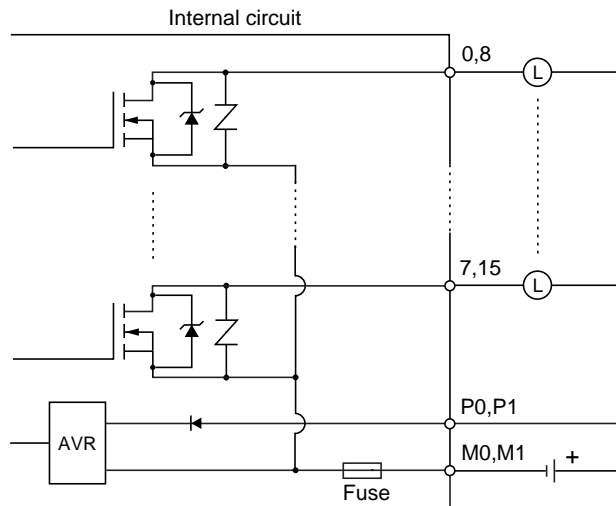 Internal circuit
0,8
L
7,15
L
P0,P1
AVR
M0,M1
+
Fuse